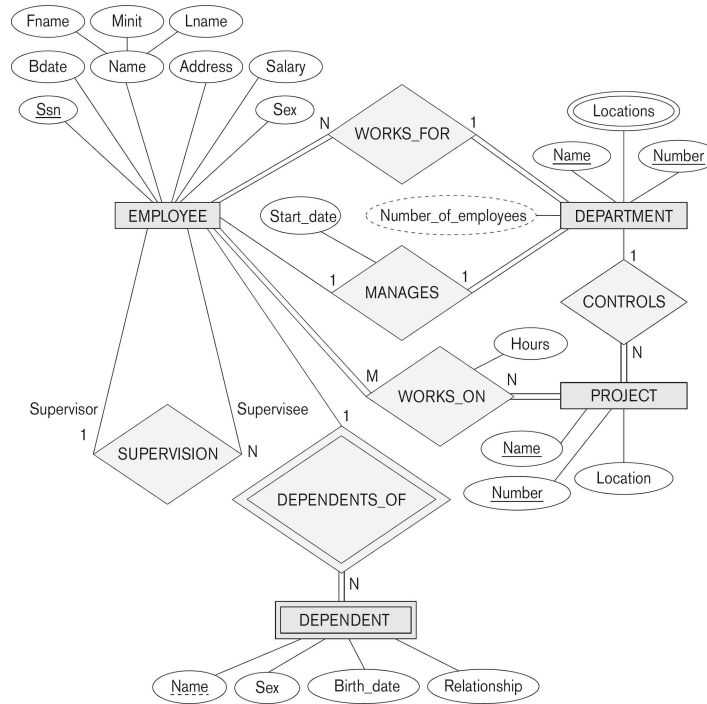 Fname
Minit
Lname
Bdate
Name
Address
Salary
Ssn
Sex
N
WORKS_FOR
1
Locations
Name
Number
EMPLOYEE
Start_date
Number_of_employees
DEPARTMENT
1
MANAGES
1
1
CONTROLS
N
Hours
M
WORKS_ON
N
PROJECT
Supervisor
1
SUPERVISION
Supervisee
N
1
DEPENDENTS_OF
Name
Number
Location
N
DEPENDENT
Name
Sex
Birth_date
Relationship